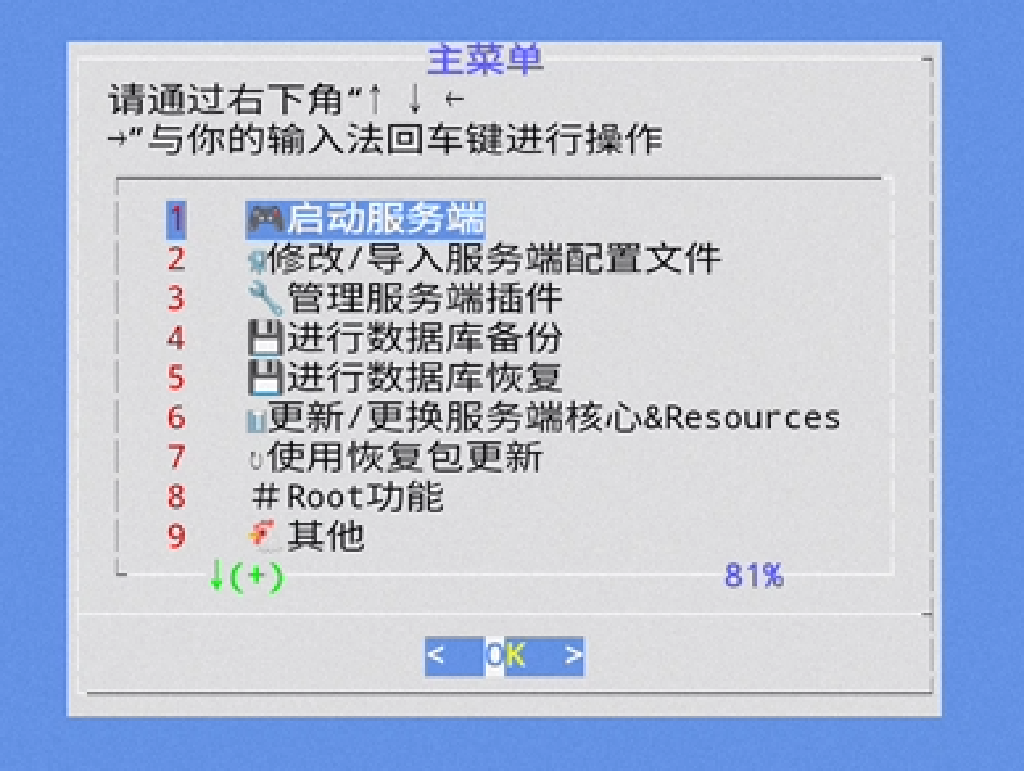 主菜单
请通过右下角“↑ ↓ ←
→“与你的输入法回车键进行操作
1 🎮启动服务端
2 修改/导入服务端配置文件
3 🔧管理服务端插件
4 💾进行数据库备份
5 💾进行数据库恢复
6 更新/更换服务端核心&Resources
7 ↻使用恢复包更新
8 #Root功能
9 其他
↓(+) 81%
< OK >